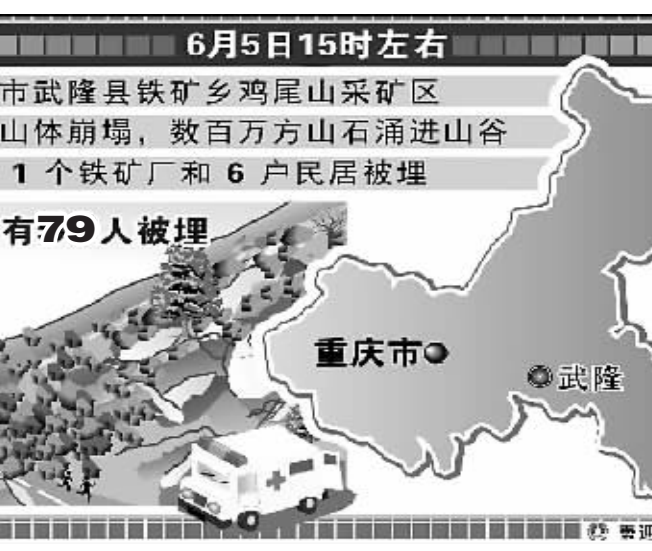 6月5日15时左右
市武隆县铁矿乡鸡尾山采矿区
山体崩塌，数百万方山石涌进山谷
1 个铁矿厂和 6 户民居被埋
有79人被埋
重庆市
武隆